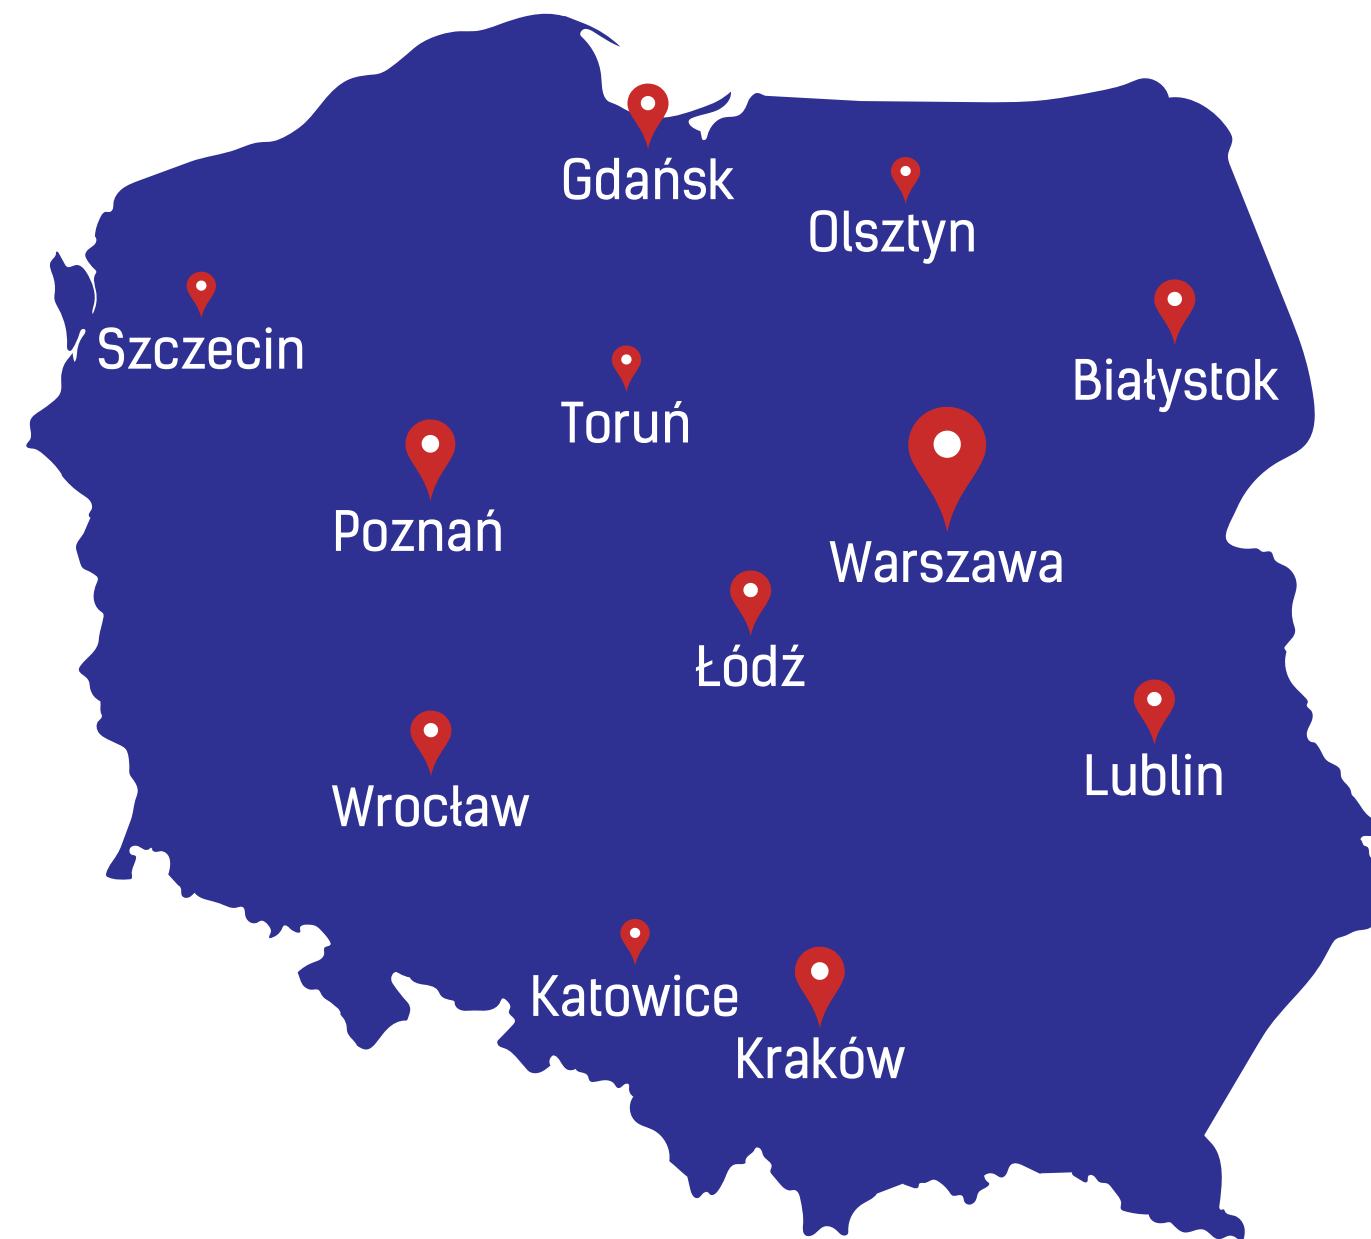 Gdańsk
Olsztyn
Szczecin
Białystok
Toruń
Poznań
Warszawa
Łódź
Lublin
Wrocław
Katowice
Kraków